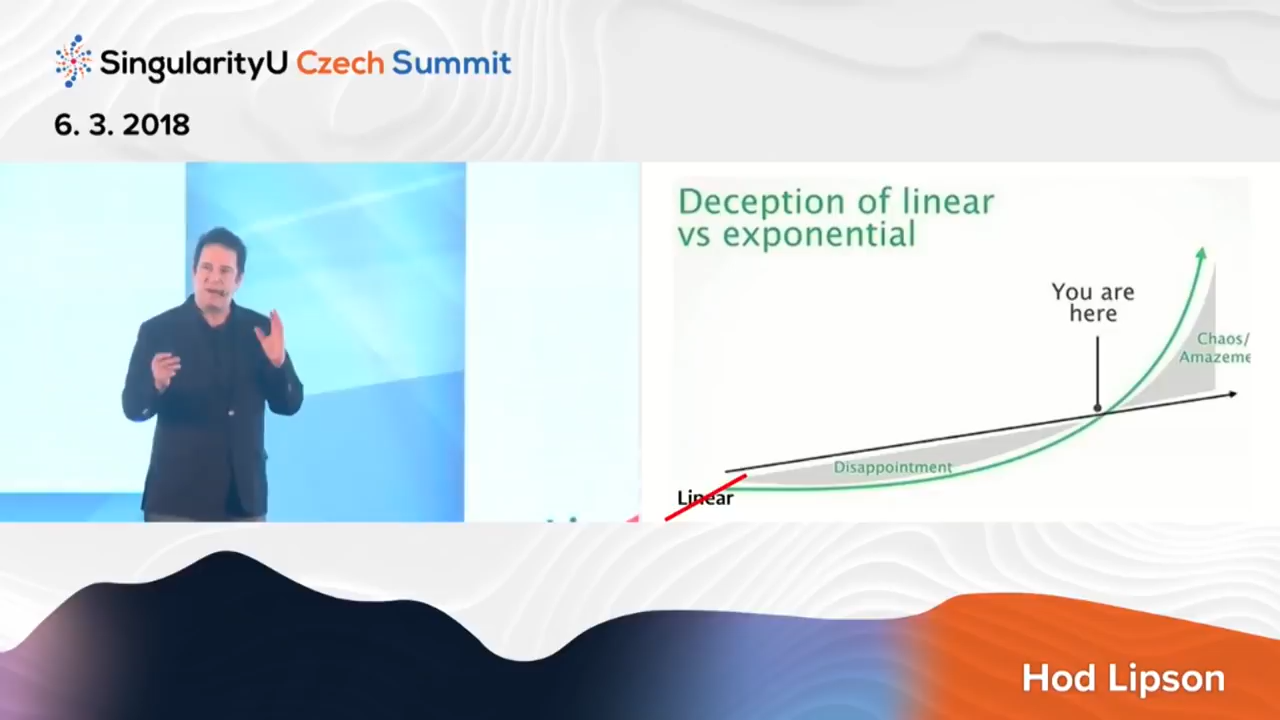 SingularityU Czech Summit
6. 3. 2018
Deception of linear
vs exponential
You are
here
Chaos/
Amazeme
Disappointment
Linear
Hod Lipson